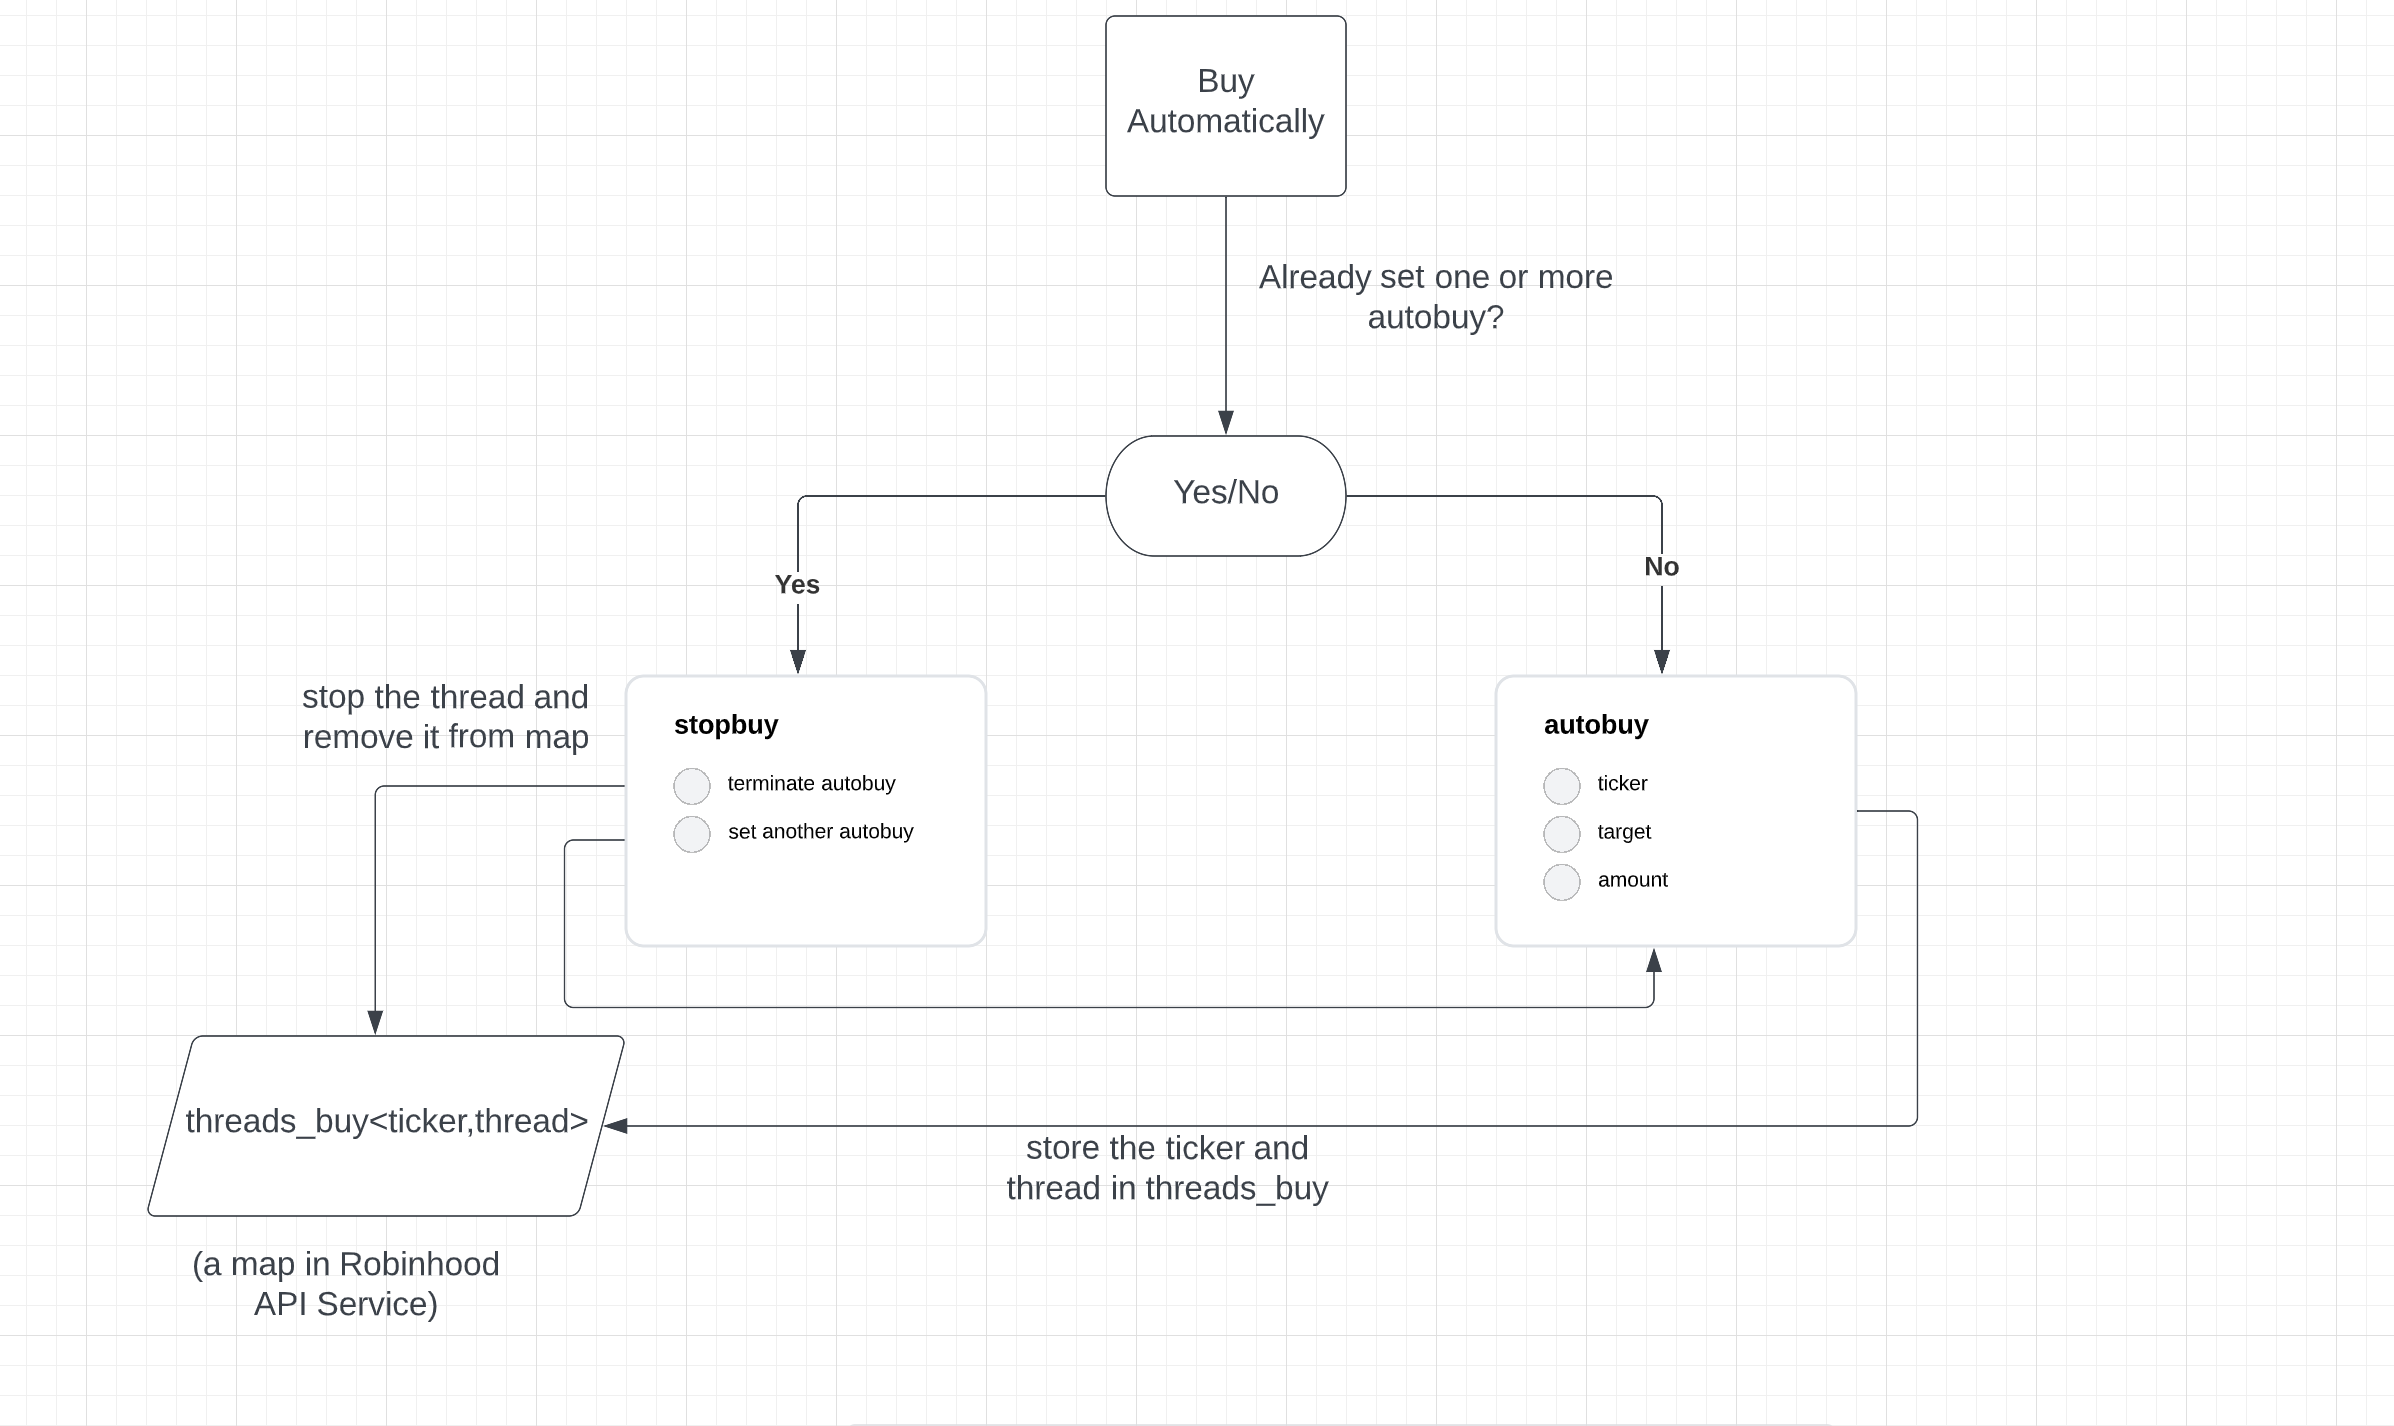 Buy
Automatically
Already set one or more
autobuy?
Yes/No
Yes
No
stop the thread and
remove it from map
stopbuy
terminate autobuy
set another autobuy
autobuy
ticker
target
amount
threads_buy<ticker,thread>
store the ticker and
thread in threads_buy
(a map in Robinhood
API Service)